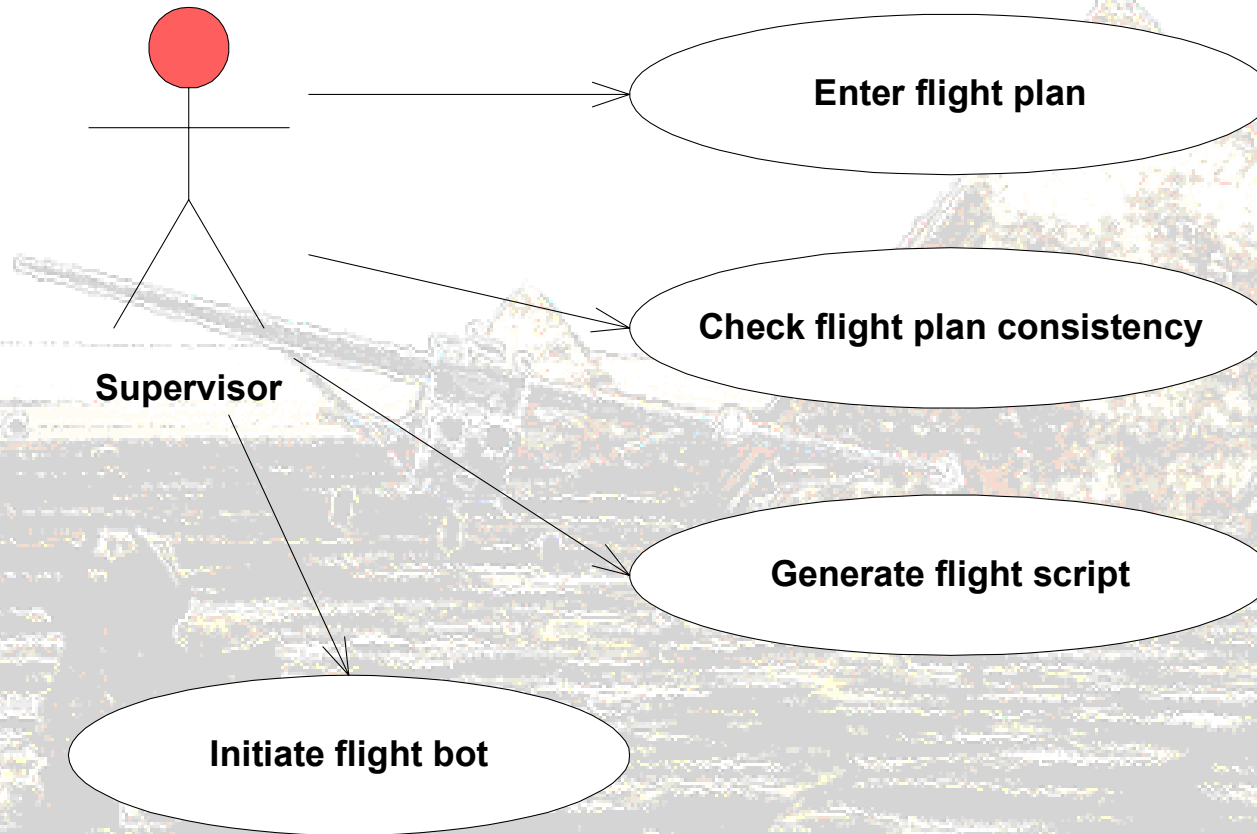 Enter flight plan
Check flight plan consistency
Supervisor
Generate flight script
Initiate flight bot